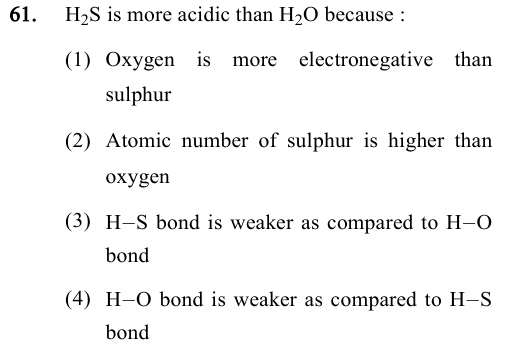 61. H₂S is more acidic than H₂O because :
(1) Oxygen is more electronegative than
sulphur
(2) Atomic number of sulphur is higher than
oxygen
(3) H–S bond is weaker as compared to H–O
bond
(4) H–O bond is weaker as compared to H–S
bond